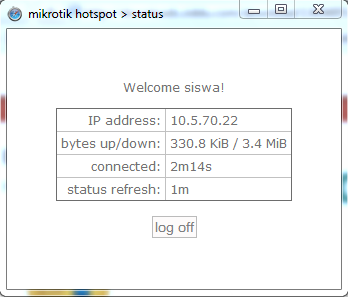 mikrotik hotspot > status
Welcome siswa!
IP address: 10.5.70.22
bytes up/down: 330.8 KiB / 3.4 MiB
connected: 2m14s
status refresh: 1m
log off